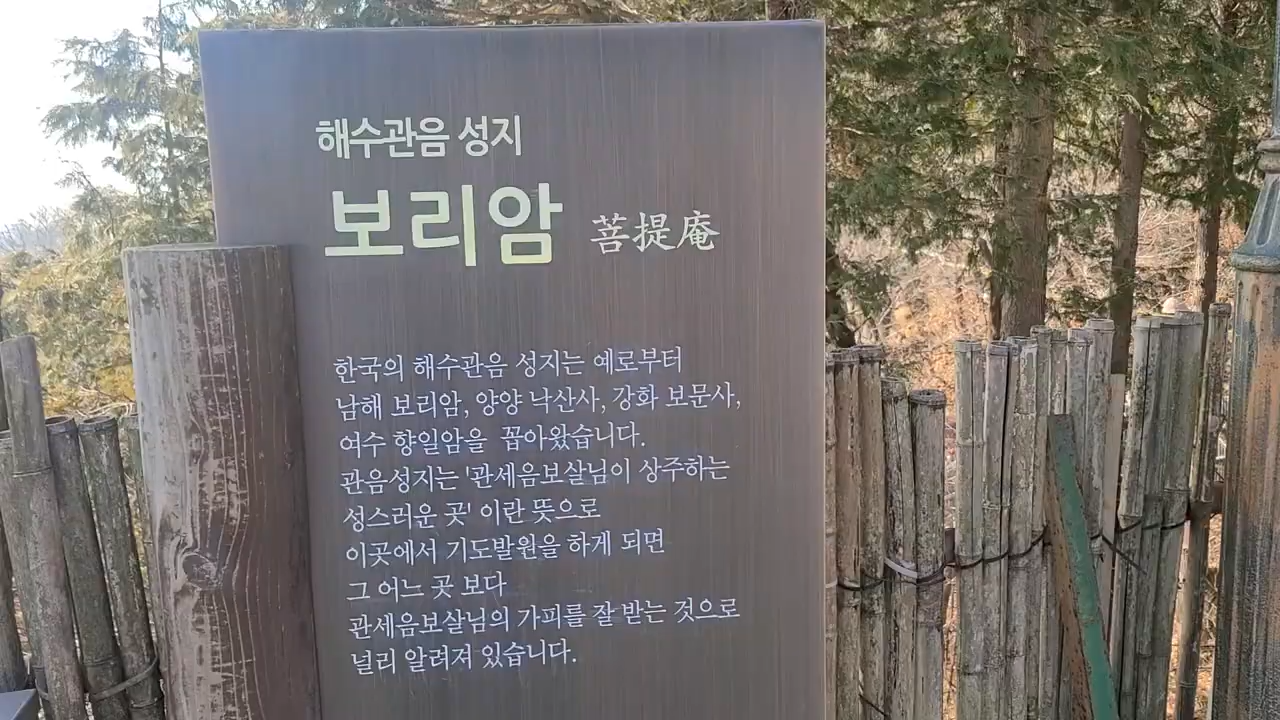 해수관음 성지
보리암 菩提庵
한국의 해수관음 성지는 예로부터
남해 보리암, 양양 낙산사, 강화 보문사,
여수 향일암을 꼽아왔습니다.
관음성지는 '관세음보살님이 상주하는
성스러운 곳' 이란 뜻으로
이곳에서 기도발원을 하게 되면
그 어느 곳 보다
관세음보살님의 가피를 잘 받는 것으로
널리 알려져 있습니다.